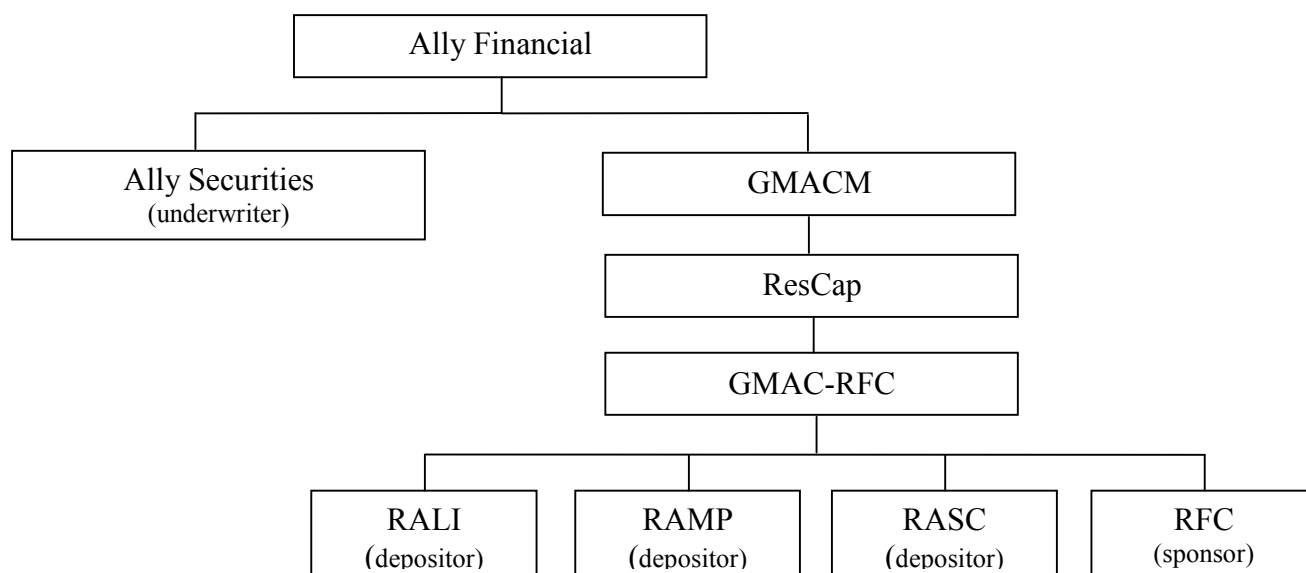 Ally Financial
Ally Securities
(underwriter)
GMACM
ResCap
GMAC-RFC
RALI
(depositor)
RAMP
(depositor)
RASC
(depositor)
RFC
(sponsor)